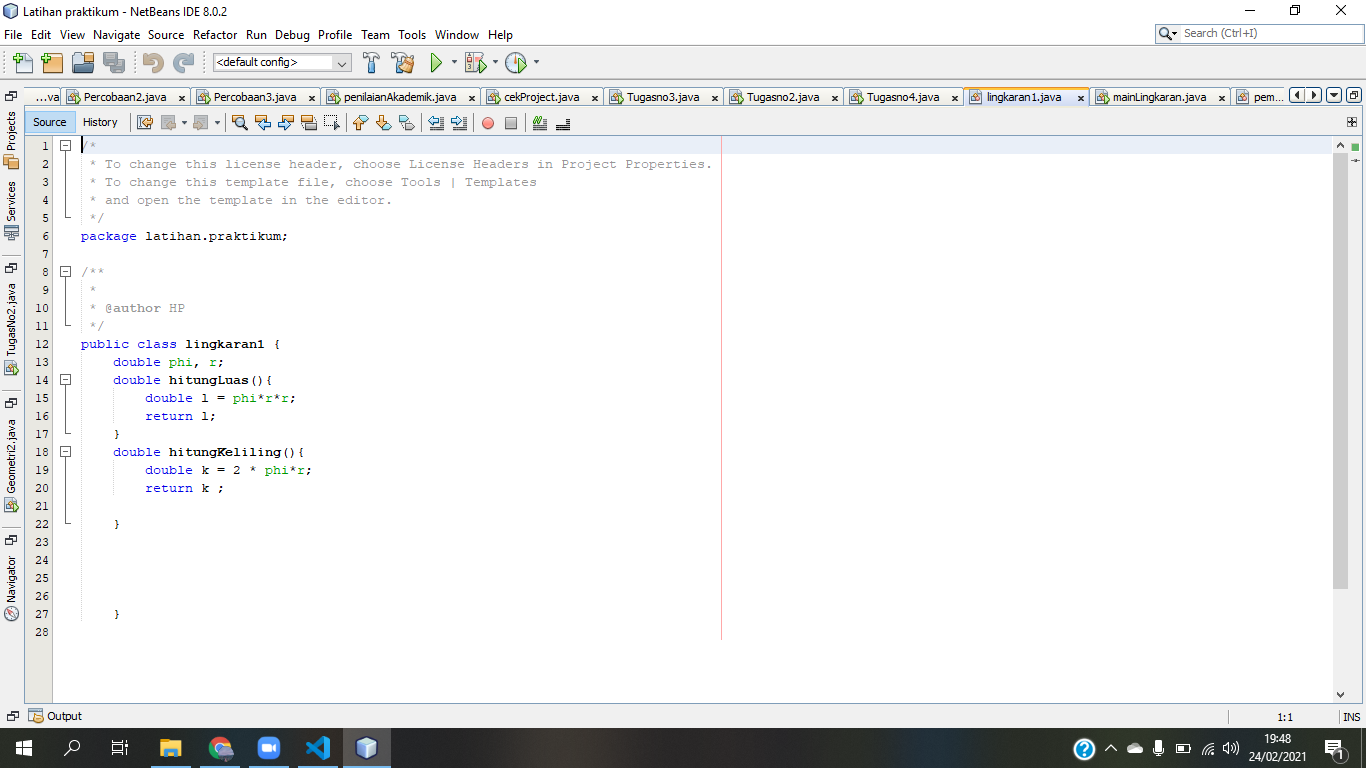 Latihan praktikum - NetBeans IDE 8.0.2
File Edit View Navigate Source Refactor Run Debug Profile Team Tools Window Help
Search (Ctrl+I)
<default config>
...va Percobaan2.java Percobaan3.java penilaianAkademik.java cekProject.java Tugasno3.java Tugasno2.java Tugasno4.java lingkaran1.java mainLingkaran.java pem...
Source History
Projects
Services
TugasNo2.java
Geometri2.java
Navigator
1 /*
2 * To change this license header, choose License Headers in Project Properties.
3 * To change this template file, choose Tools | Templates
4 * and open the template in the editor.
5 */
6 package latihan.praktikum;
7
8 /**
9 *
10 * @author HP
11 */
12 public class lingkaran1 {
13 double phi, r;
14 double hitungLuas(){
15 double l = phi*r*r;
16 return l;
17 }
18 double hitungKeliling(){
19 double k = 2 * phi*r;
20 return k ;
21
22 }
23
24
25
26
27 }
28
Output
1:1 INS
19:48
24/02/2021
1